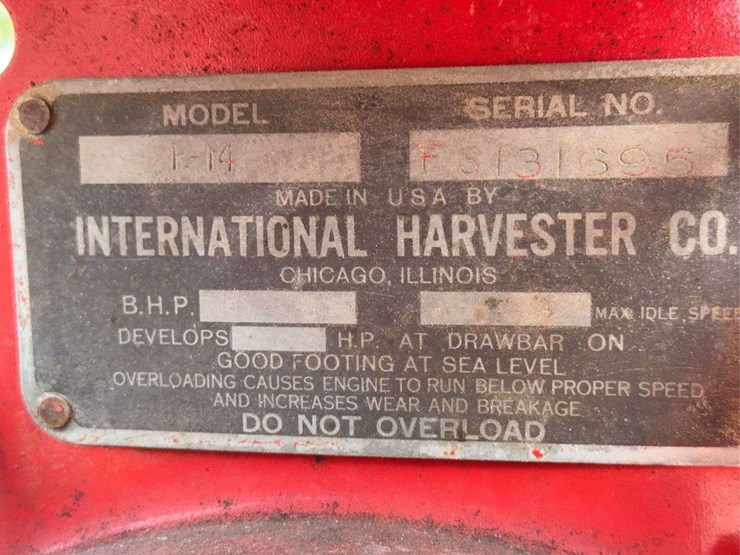 MODEL SERIAL NO.
1-14
MADE IN USA BY
INTERNATIONAL HARVESTER CO.
CHICAGO, ILLINOIS
B.H.P. MAX. IDLE SPEE
DEVELOPS H.P. AT DRAWBAR ON
GOOD FOOTING AT SEA LEVEL
OVERLOADING CAUSES ENGINE TO RUN BELOW PROPER SPEED
AND INCREASES WEAR AND BREAKAGE
DO NOT OVERLOAD